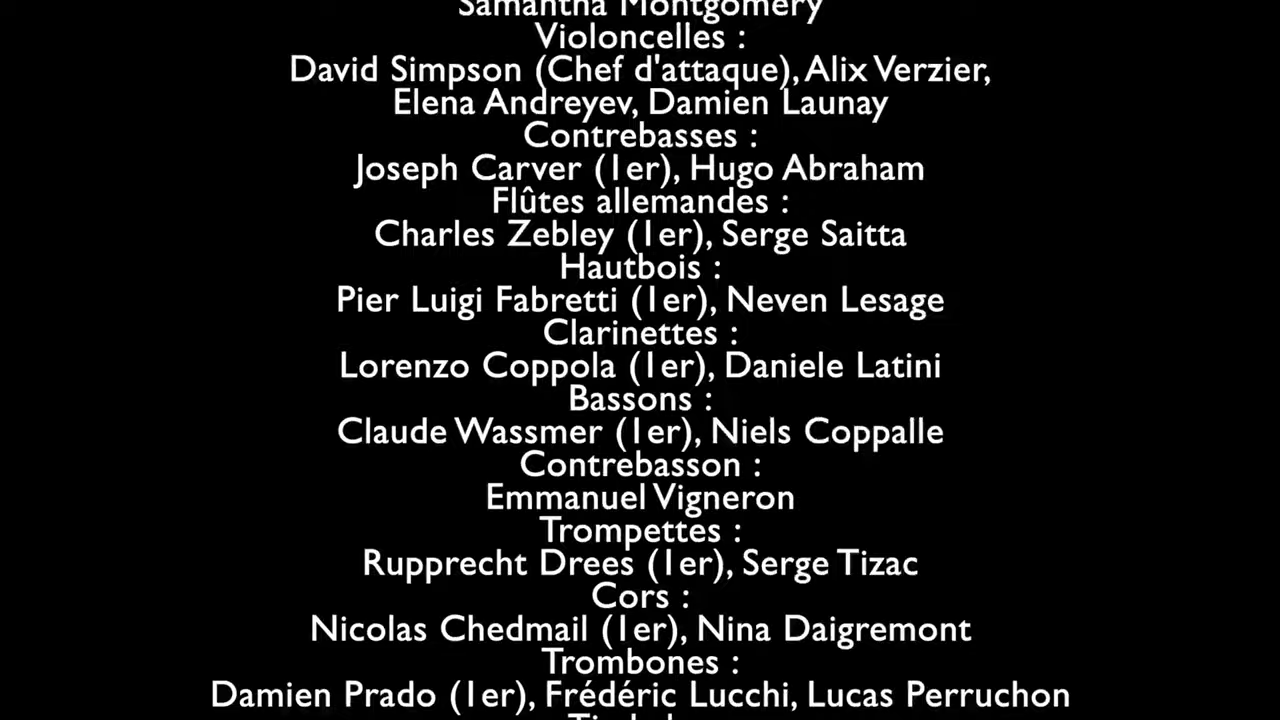 Samantha Montgomery
Violoncelles :
David Simpson (Chef d'attaque), Alix Verzier,
Elena Andreyev, Damien Launay
Contrebasses :
Joseph Carver (1er), Hugo Abraham
Flûtes allemandes :
Charles Zebley (1er), Serge Saitta
Hautbois :
Pier Luigi Fabretti (1er), Neven Lesage
Clarinettes :
Lorenzo Coppola (1er), Daniele Latini
Bassons :
Claude Wassmer (1er), Niels Coppalle
Contrebasson :
Emmanuel Vigneron
Trompettes :
Rupprecht Drees (1er), Serge Tizac
Cors :
Nicolas Chedmail (1er), Nina Daigremont
Trombones :
Damien Prado (1er), Frédéric Lucchi, Lucas Perruchon